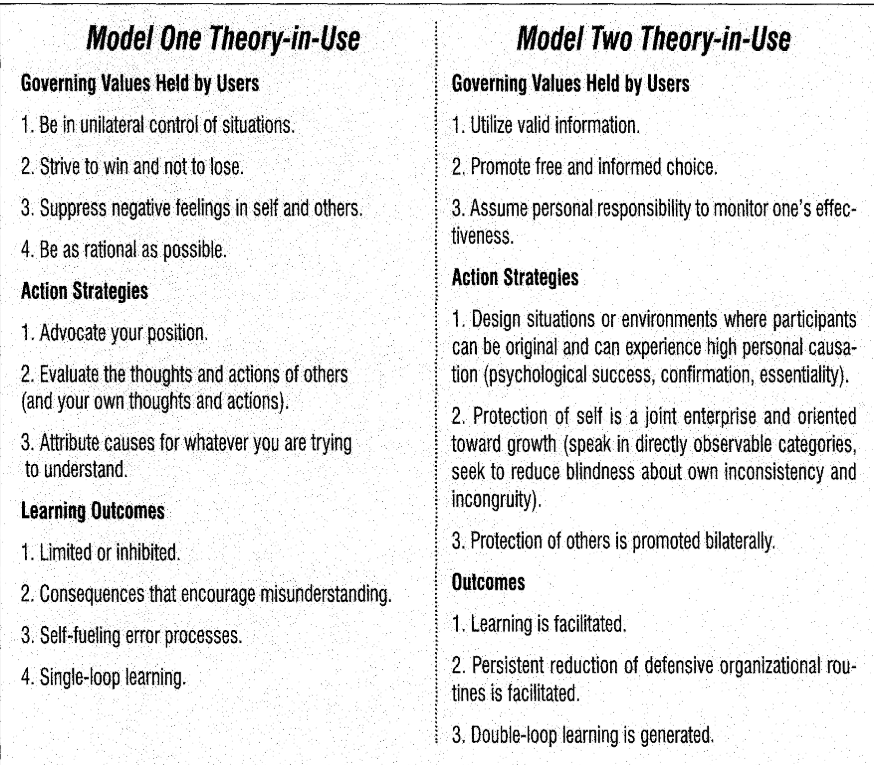 Model One Theory-in-Use
Governing Values Held by Users
1. Be in unilateral control of situations.
2. Strive to win and not to lose.
3. Suppress negative feelings in self and others.
4. Be as rational as possible.
Action Strategies
1. Advocate your position.
2. Evaluate the thoughts and actions of others
(and your own thoughts and actions).
3. Attribute causes for whatever you are trying
to understand.
Learning Outcomes
1. Limited or inhibited.
2. Consequences that encourage misunderstanding.
3. Self-fueling error processes.
4. Single-loop learning.
Model Two Theory-in-Use
Governing Values Held by Users
1. Utilize valid information.
2. Promote free and informed choice.
3. Assume personal responsibility to monitor one's effec-
tiveness.
Action Strategies
1. Design situations or environments where participants
can be original and can experience high personal causa-
tion (psychological success, confirmation, essentiality).
2. Protection of self is a joint enterprise and oriented
toward growth (speak in directly observable categories,
seek to reduce blindness about own inconsistency and
incongruity).
3. Protection of others is promoted bilaterally.
Outcomes
1. Learning is facilitated.
2. Persistent reduction of defensive organizational rou-
tines is facilitated.
3. Double-loop learning is generated.